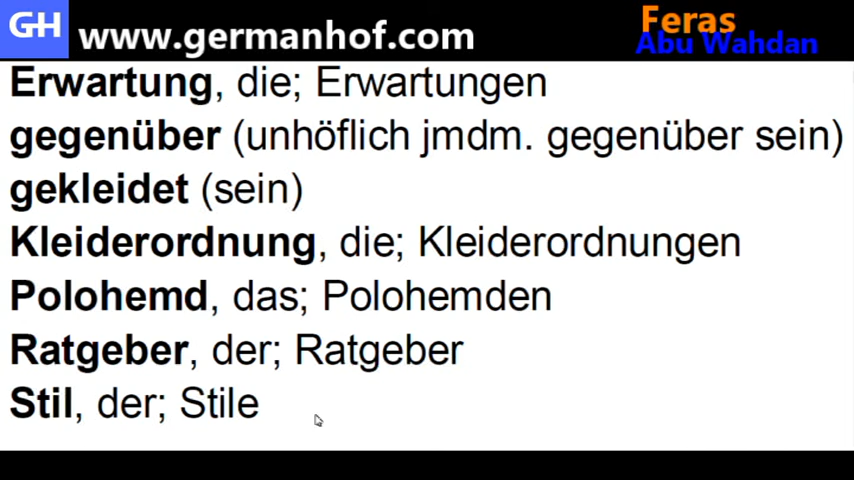 GH www.germanhof.com
Feras
Abu Wahdan
Erwartung, die; Erwartungen
gegenüber (unhöflich jmdm. gegenüber sein)
gekleidet (sein)
Kleiderordnung, die; Kleiderordnungen
Polohemd, das; Polohemden
Ratgeber, der; Ratgeber
Stil, der; Stile